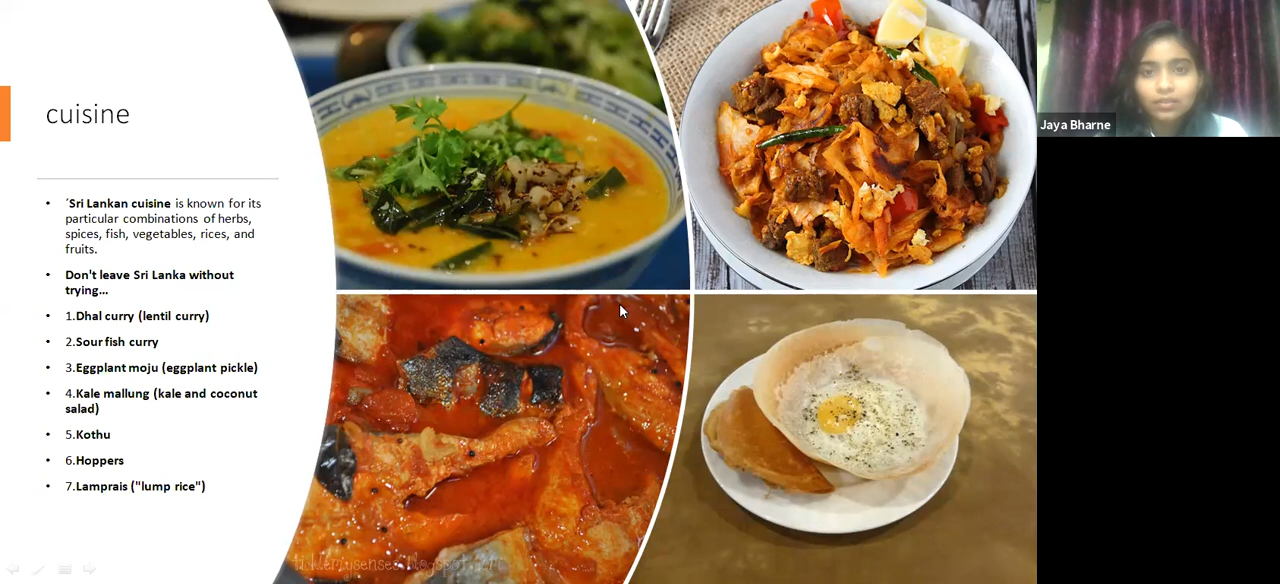 cuisine
• ´Sri Lankan cuisine is known for its
particular combinations of herbs,
spices, fish, vegetables, rices, and
fruits.
• Don't leave Sri Lanka without
trying...
• 1.Dhal curry (lentil curry)
• 2.Sour fish curry
• 3.Eggplant moju (eggplant pickle)
• 4.Kale mallung (kale and coconut
salad)
• 5.Kothu
• 6.Hoppers
• 7.Lamprais ("lump rice")
Jaya Bharne